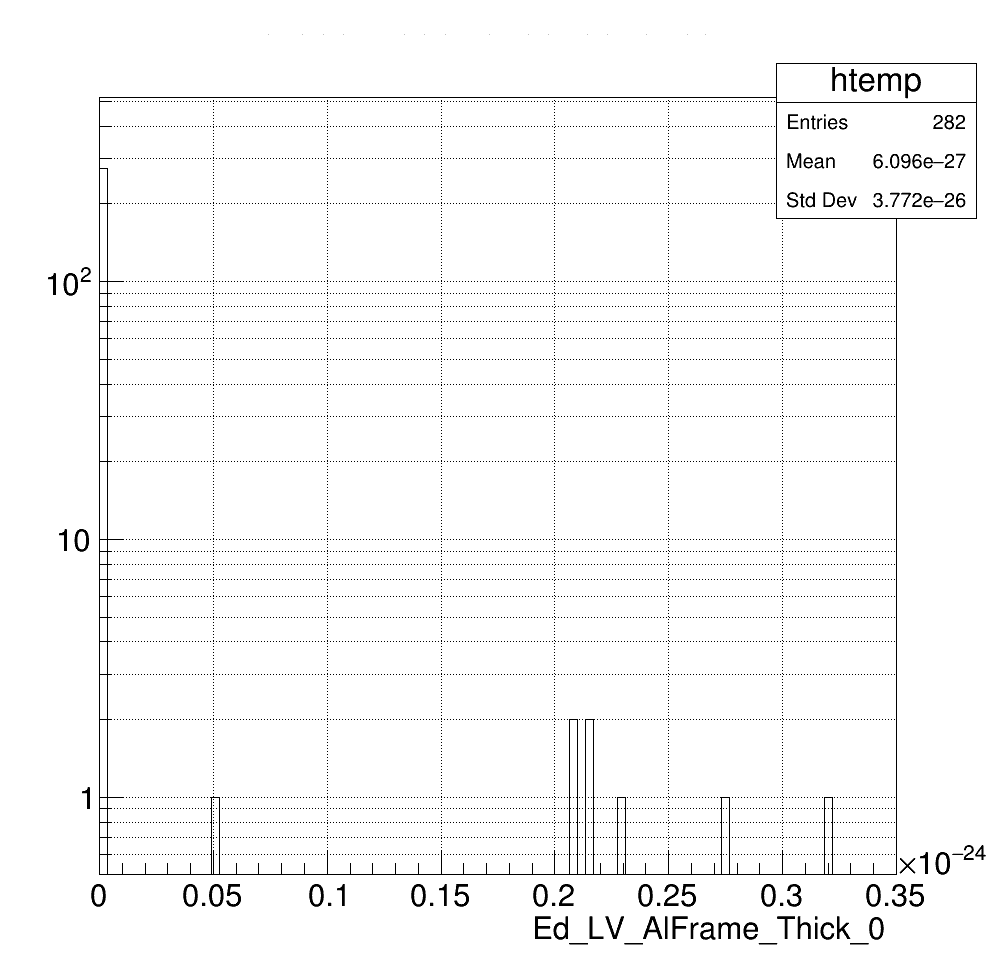 htemp
Entries 282
Mean 6.096e−27
Std Dev 3.772e−26
10²
10
1
0 0.05 0.1 0.15 0.2 0.25 0.3 0.35
×10⁻²⁴
Ed_LV_AlFrame_Thick_0